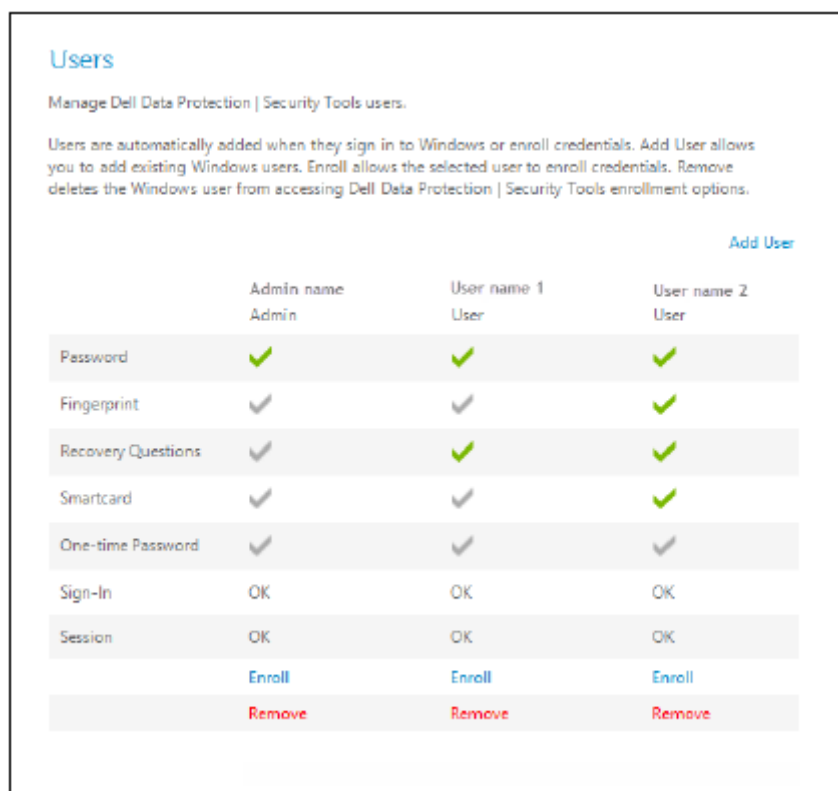 Users
Manage Dell Data Protection | Security Tools users.
Users are automatically added when they sign in to Windows or enroll credentials. Add User allows
you to add existing Windows users. Enroll allows the selected user to enroll credentials. Remove
deletes the Windows user from accessing Dell Data Protection | Security Tools enrollment options.
Add User
Admin name User name 1 User name 2
Admin User User
Password
Fingerprint
Recovery Questions
Smartcard
One-time Password
Sign-In OK OK OK
Session OK OK OK
Enroll Enroll Enroll
Remove Remove Remove